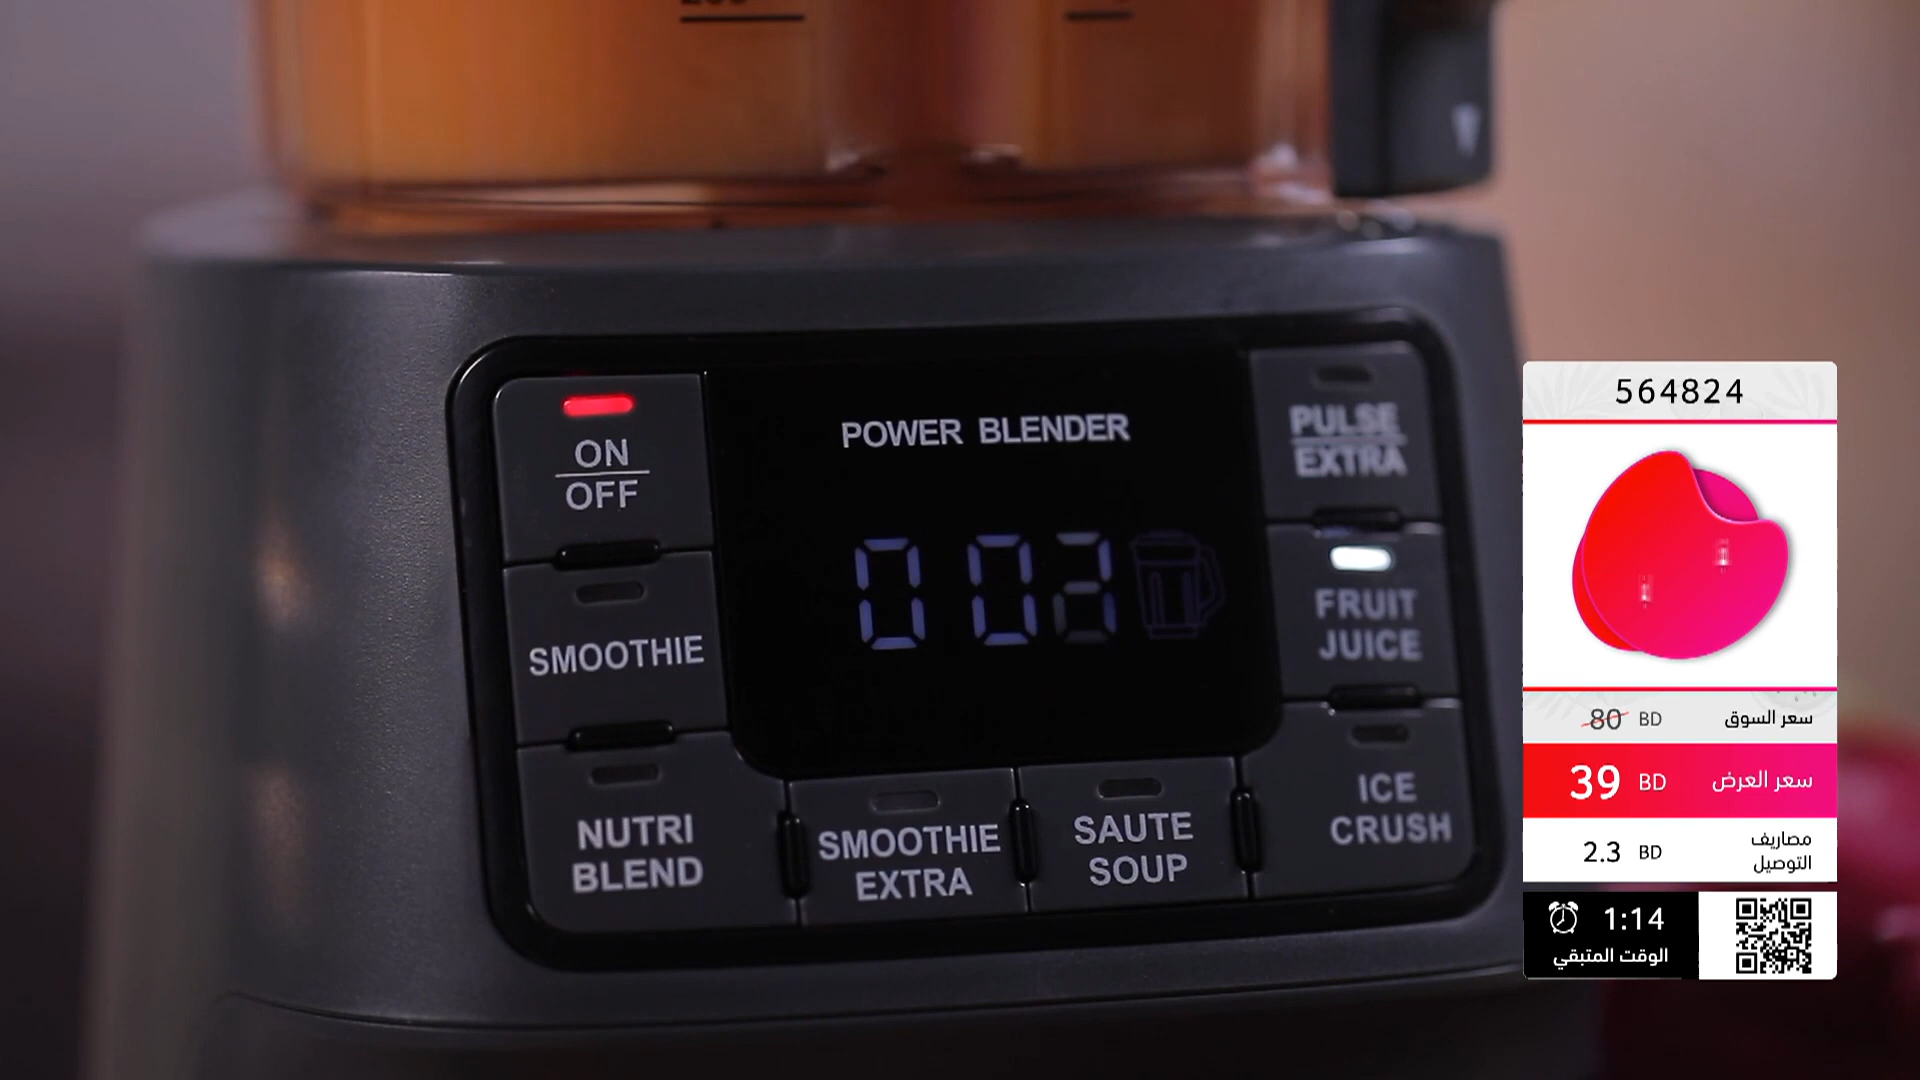 POWER BLENDER
ON
OFF
SMOOTHIE
NUTRI
BLEND
SMOOTHIE
EXTRA
SAUTE
SOUP
PULSE
EXTRA
FRUIT
JUICE
ICE
CRUSH
564824
سعر السوق BD 80
سعر العرض BD 39
مصاريف
التوصيل
BD 2.3
1:14
الوقت المتبقي